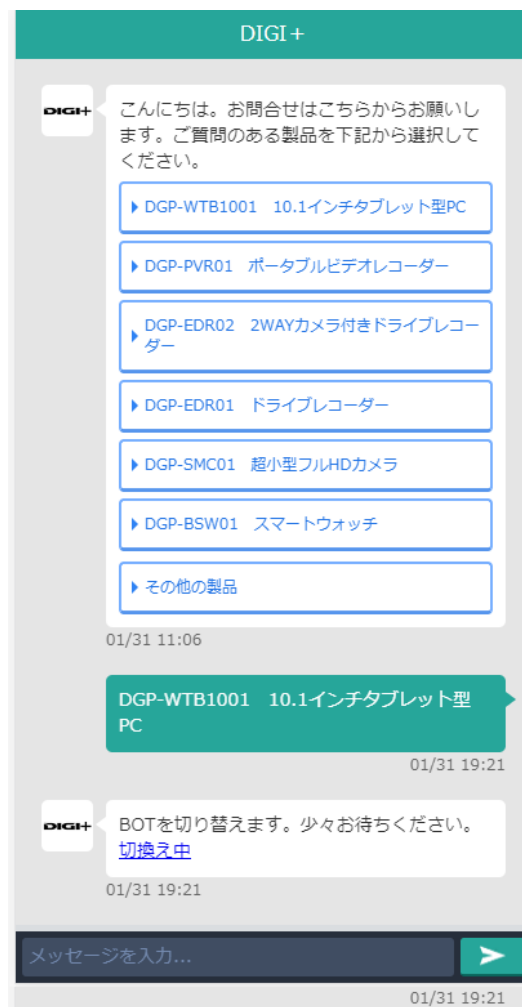 DIGI+
DIGI+
こんにちは。お問合せはこちらからお願いし
ます。ご質問のある製品を下記から選択して
ください。
DGP-WTB1001　10.1インチタブレット型PC
DGP-PVR01　ポータブルビデオレコーダー
DGP-EDR02　2WAYカメラ付きドライブレコー
ダー
DGP-EDR01　ドライブレコーダー
DGP-SMC01　超小型フルHDカメラ
DGP-BSW01　スマートウォッチ
その他の製品
01/31 11:06
DGP-WTB1001　10.1インチタブレット型
PC
01/31 19:21
DIGI+
BOTを切り替えます。少々お待ちください。
切換え中
01/31 19:21
メッセージを入力...
01/31 19:21